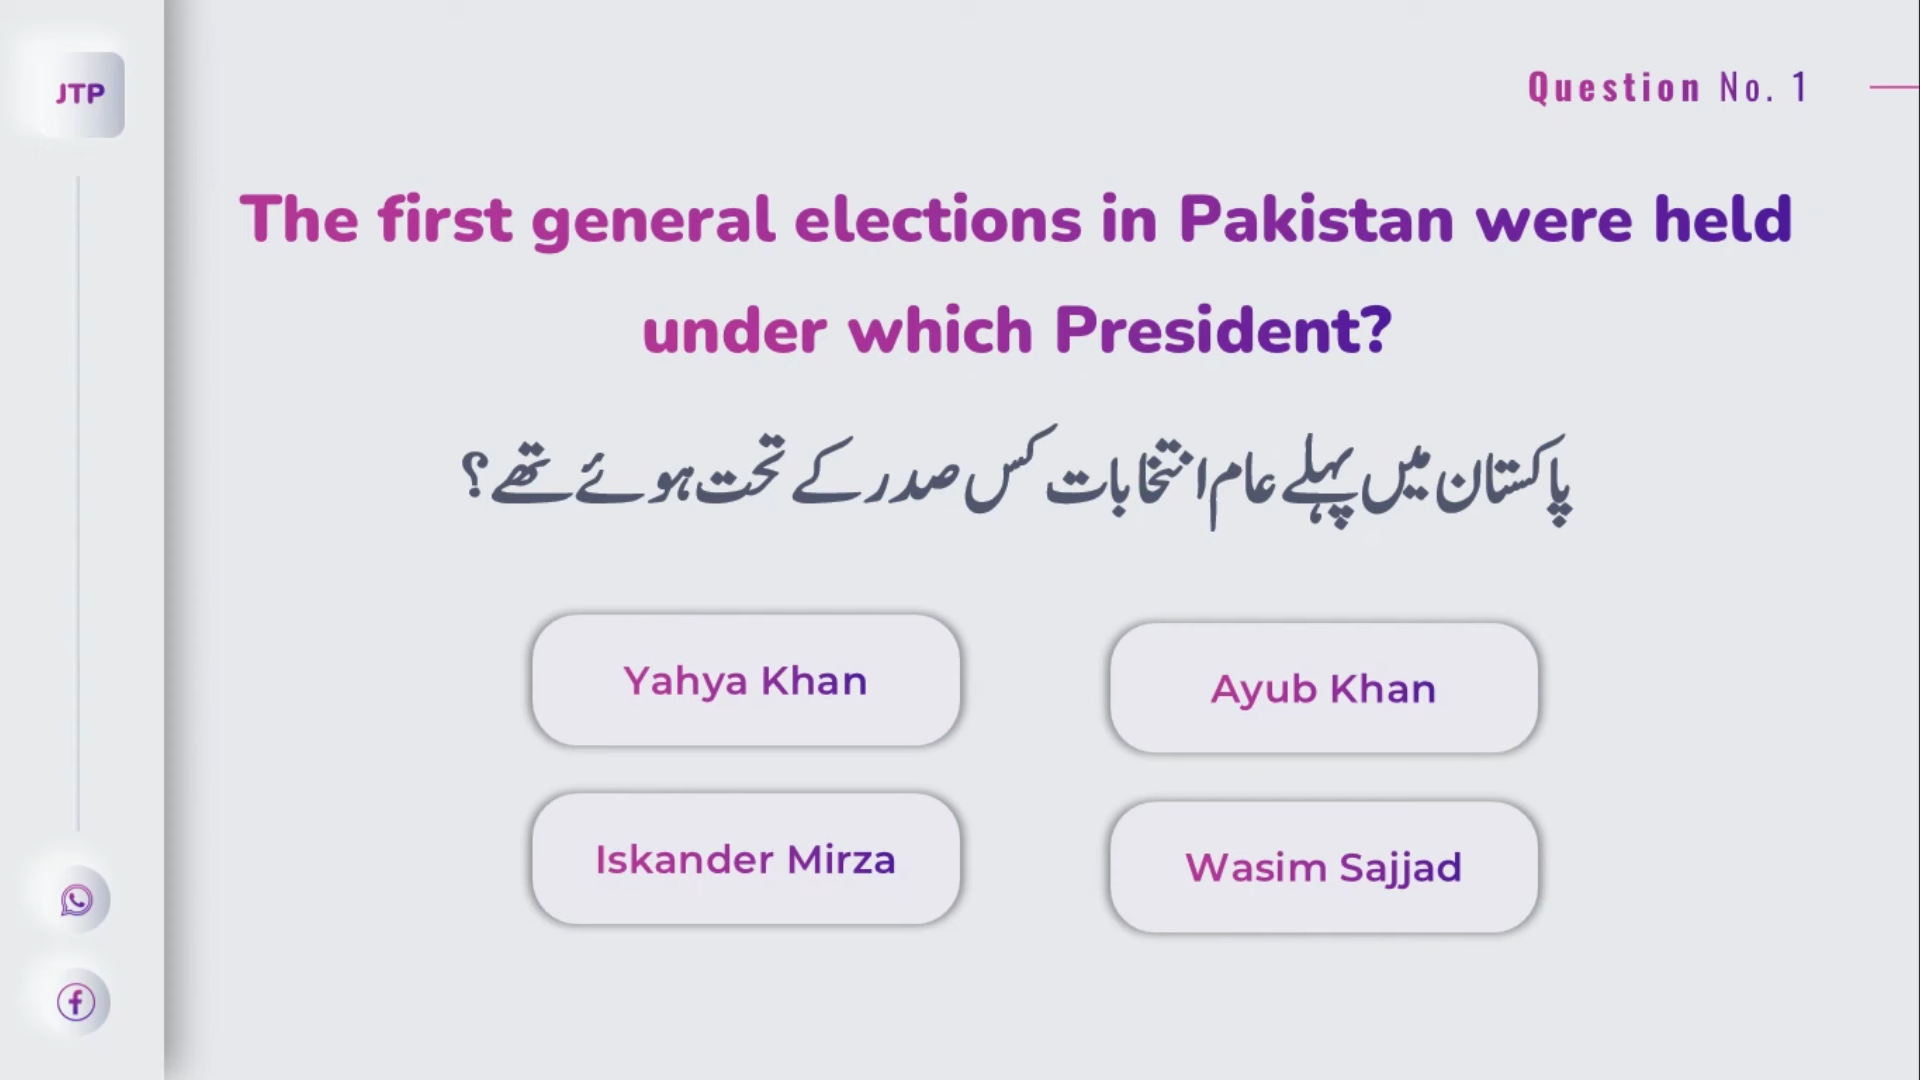 JTP
Question No. 1
The first general elections in Pakistan were held
under which President?
پاکستان میں پہلے عام انتخابات کس صدر کے تحت ہوئے تھے؟
Yahya Khan
Ayub Khan
Iskander Mirza
Wasim Sajjad